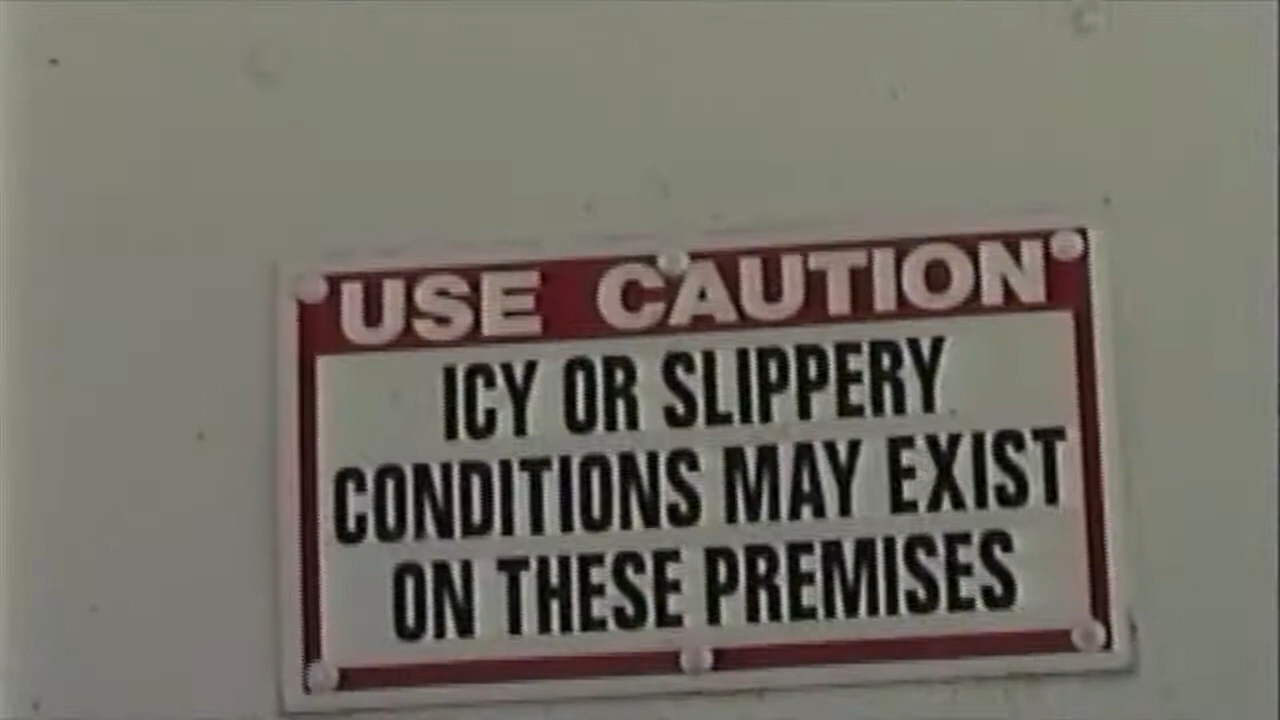 USE CAUTION
ICY OR SLIPPERY
CONDITIONS MAY EXIST
ON THESE PREMISES